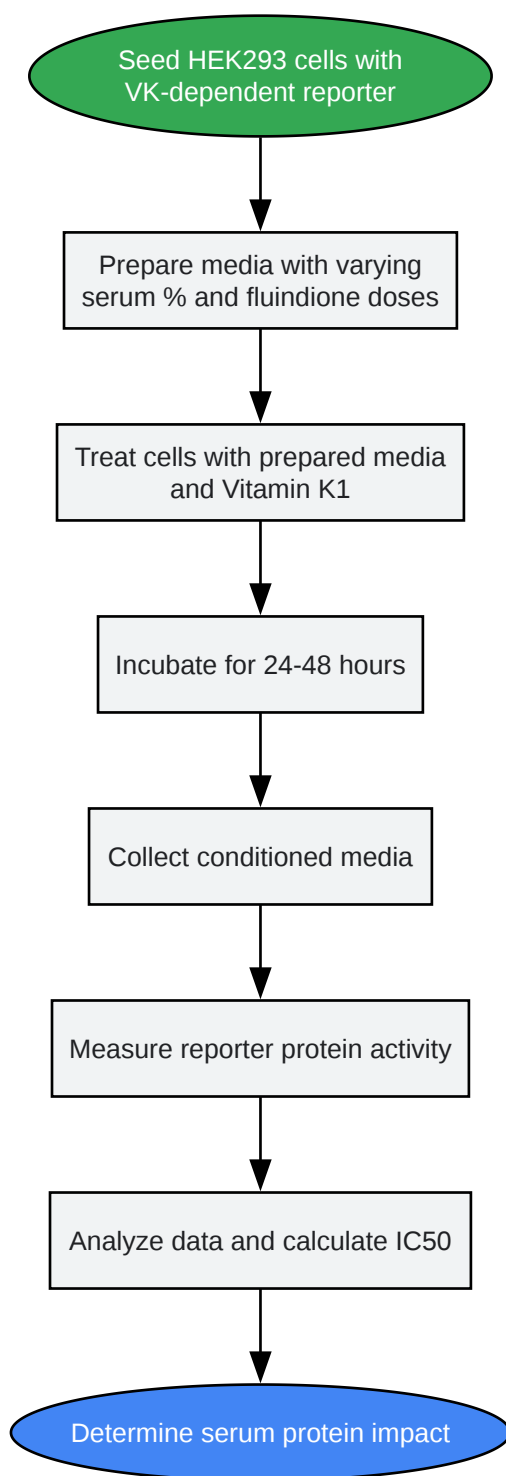 Seed HEK293 cells with
VK-dependent reporter
Prepare media with varying
serum % and fluindione doses
Treat cells with prepared media
and Vitamin K1
Incubate for 24-48 hours
Collect conditioned media
Measure reporter protein activity
Analyze data and calculate IC50
Determine serum protein impact